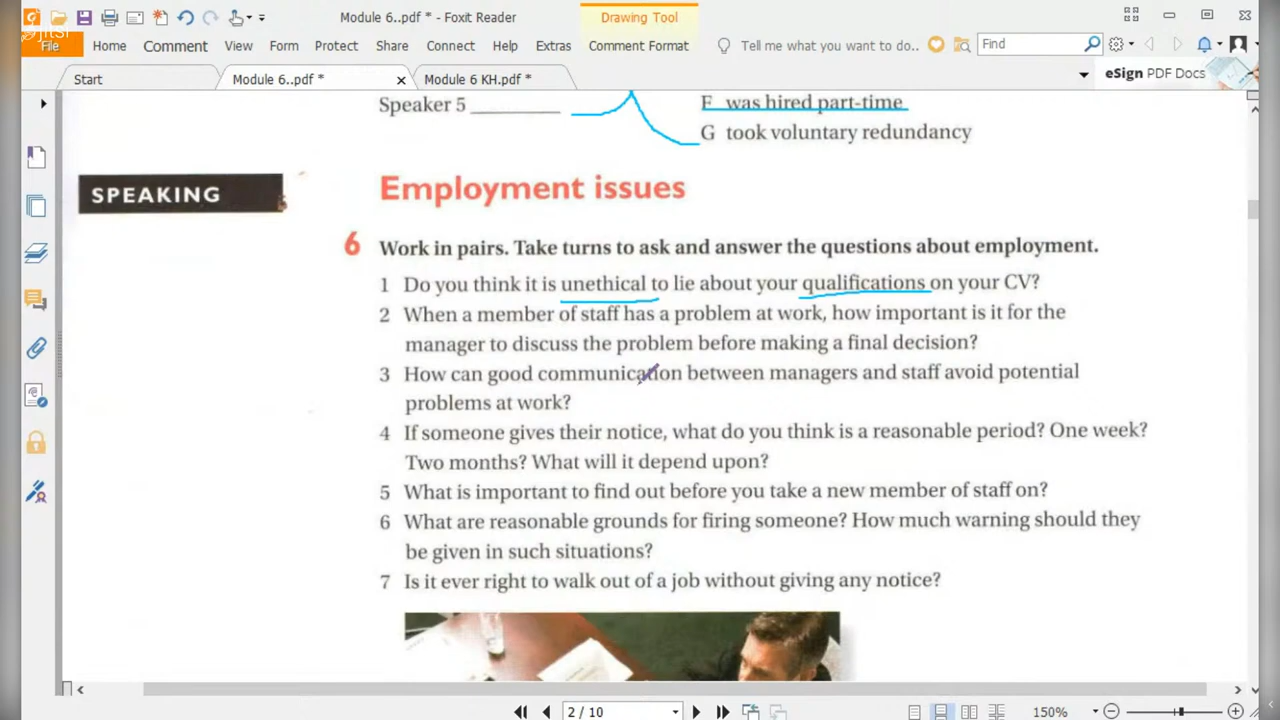 Module 6..pdf * - Foxit Reader
Drawing Tool
jitsi
File
Home
Comment
View
Form
Protect
Share
Connect
Help
Extras
Comment Format
Tell me what you want to do..
Find
Start
Module 6..pdf *
Module 6 KH.pdf *
eSign PDF Docs
Speaker 5 ________
F was hired part-time
G took voluntary redundancy
SPEAKING
Employment issues
6 Work in pairs. Take turns to ask and answer the questions about employment.
1 Do you think it is unethical to lie about your qualifications on your CV?
2 When a member of staff has a problem at work, how important is it for the
manager to discuss the problem before making a final decision?
3 How can good communication between managers and staff avoid potential
problems at work?
4 If someone gives their notice, what do you think is a reasonable period? One week?
Two months? What will it depend upon?
5 What is important to find out before you take a new member of staff on?
6 What are reasonable grounds for firing someone? How much warning should they
be given in such situations?
7 Is it ever right to walk out of a job without giving any notice?
2 / 10
150%